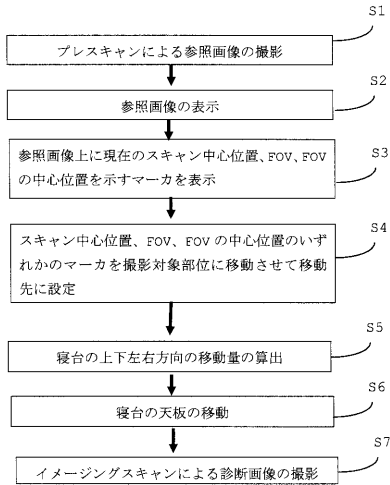 S1
プレスキャンによる参照画像の撮影
S2
参照画像の表示
S3
参照画像上に現在のスキャン中心位置、FOV、FOV
の中心位置を示すマーカを表示
S4
スキャン中心位置、FOV、FOVの中心位置のいず
れかのマーカを撮影対象部位に移動させて移動
先に設定
S5
寝台の上下左右方向の移動量の算出
S6
寝台の天板の移動
S7
イメージングスキャンによる診断画像の撮影